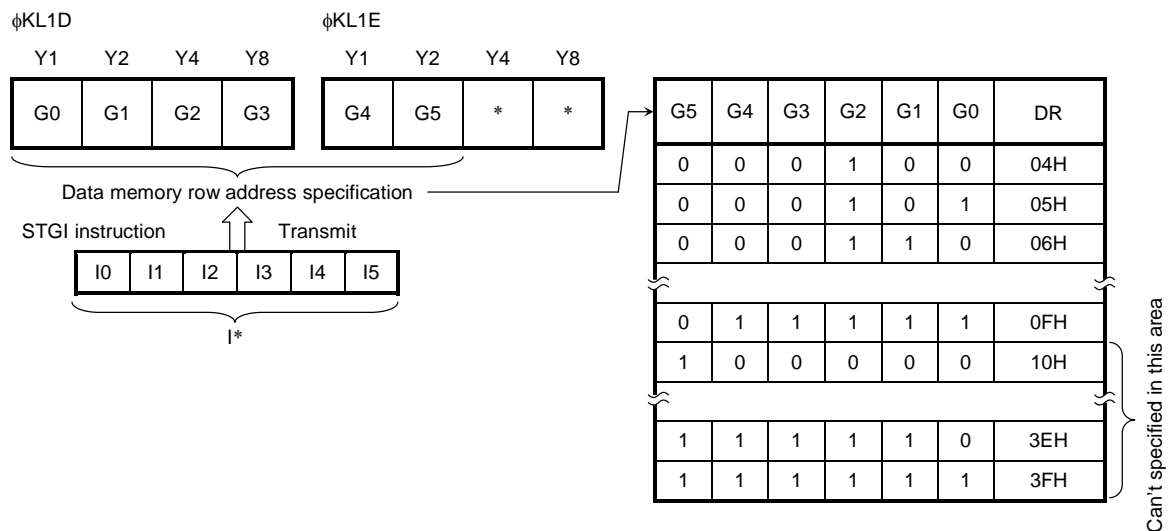 ϕKL1D
Y1 Y2 Y4 Y8
G0 G1 G2 G3
ϕKL1E
Y1 Y2 Y4 Y8
G4 G5 * *
Data memory row address specification
STGI instruction Transmit
I0 I1 I2 I3 I4 I5
I*
G5 G4 G3 G2 G1 G0 DR
0 0 0 1 0 0 04H
0 0 0 1 0 1 05H
0 0 0 1 1 0 06H
0 1 1 1 1 1 0FH
1 0 0 0 0 0 10H
1 1 1 1 1 0 3EH
1 1 1 1 1 1 3FH
Can't specified in this area